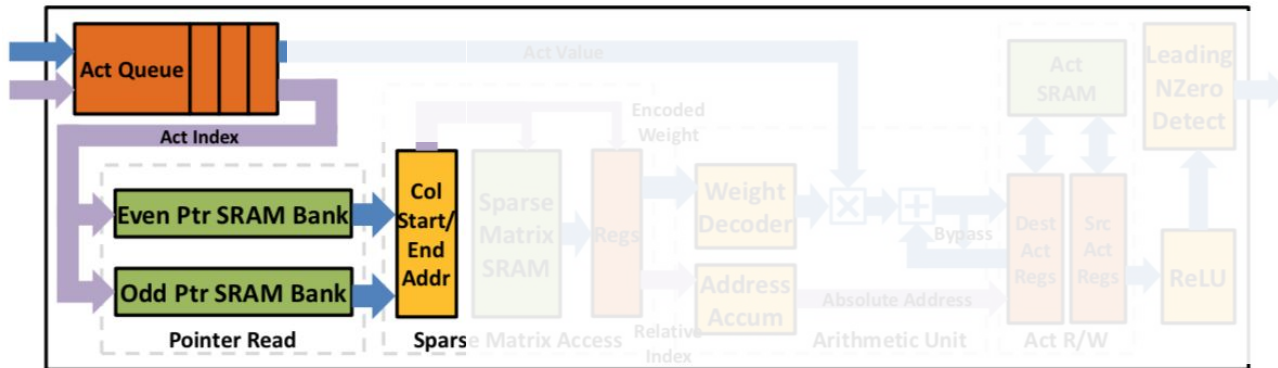 Act Queue
Act Value
Act Index
Even Ptr SRAM Bank
Odd Ptr SRAM Bank
Pointer Read
Col
Start/
End
Addr
Sparse Matrix Access
Sparse
Matrix
SRAM
Regs
Encoded
Weight
Relative
Index
Weight
Decoder
Address
Accum
Bypass
Absolute Address
Arithmetic Unit
Act
SRAM
Dest
Act
Regs
Src
Act
Regs
Act R/W
Leading
NZero
Detect
ReLU